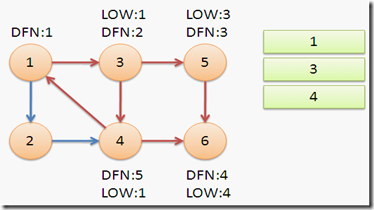 LOW:1 LOW:3
DFN:1 DFN:2 DFN:3
1 3 5
2 4 6
DFN:5 DFN:4
LOW:1 LOW:4
1
3
4